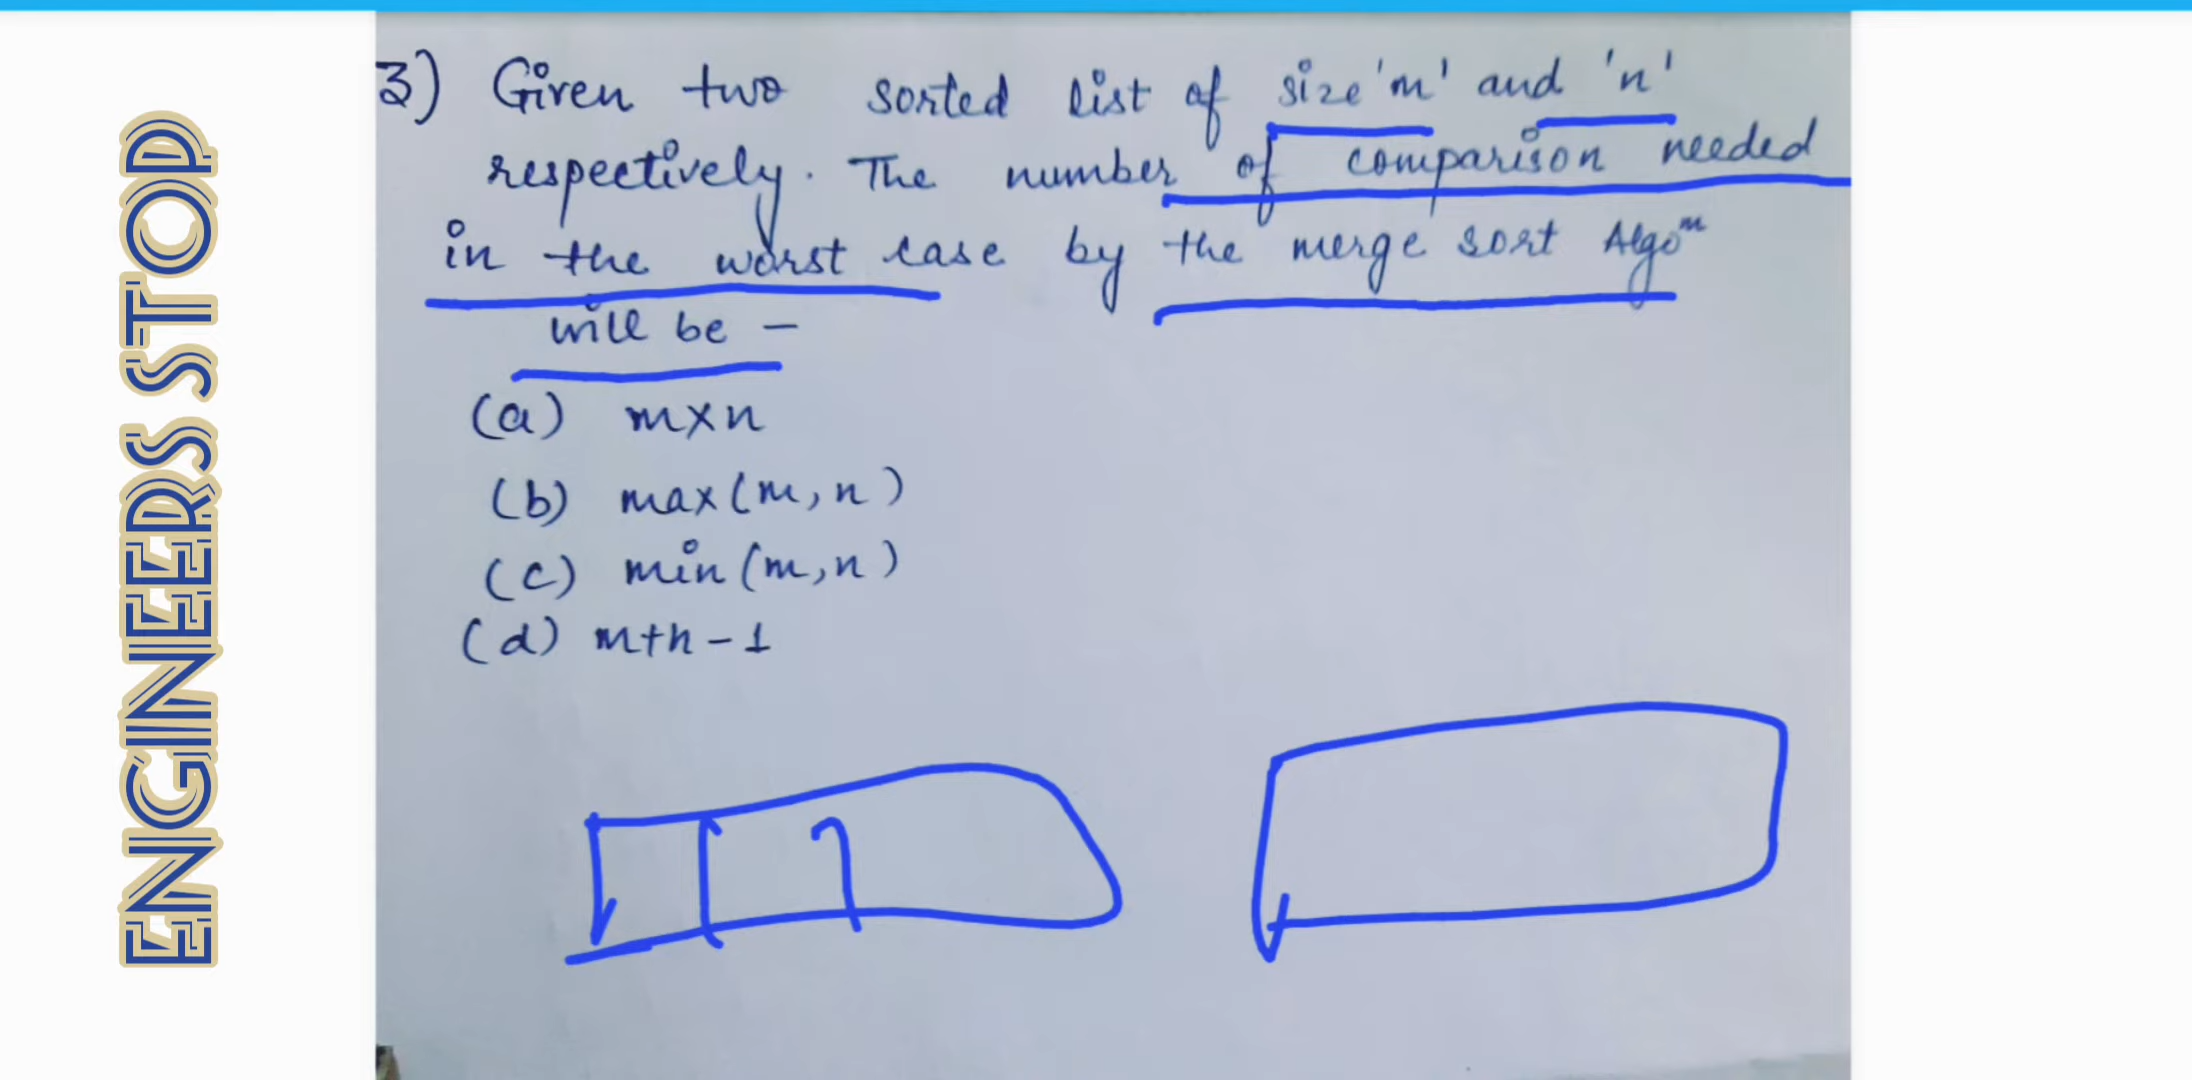 ENGINEERS STOP
3) Given two sorted list of size 'm' and 'n'
respectively. The number of comparison needed
in the worst case by the merge sort Algoᵐ
will be –
(a) m×n
(b) max(m,n)
(c) min(m,n)
(d) m+n-1